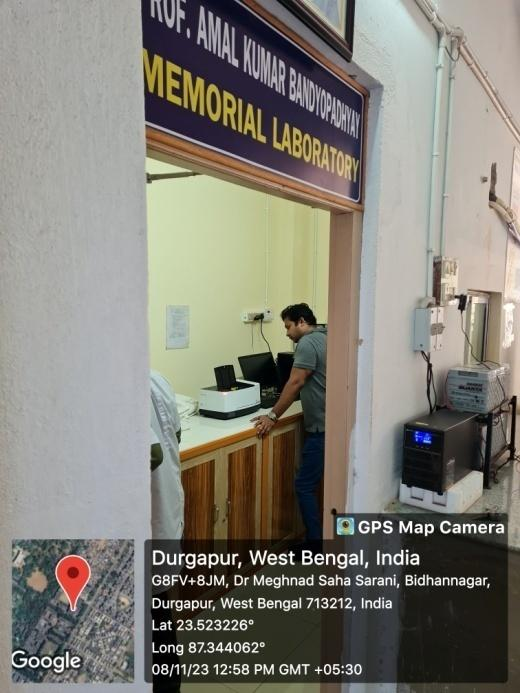 ROF. AMAL KUMAR BANDYOPADHYAY
MEMORIAL LABORATORY
GPS Map Camera
Durgapur, West Bengal, India
G8FV+8JM, Dr Meghnad Saha Sarani, Bidhannagar,
Durgapur, West Bengal 713212, India
Lat 23.523226°
Long 87.344062°
08/11/23 12:58 PM GMT +05:30
Google